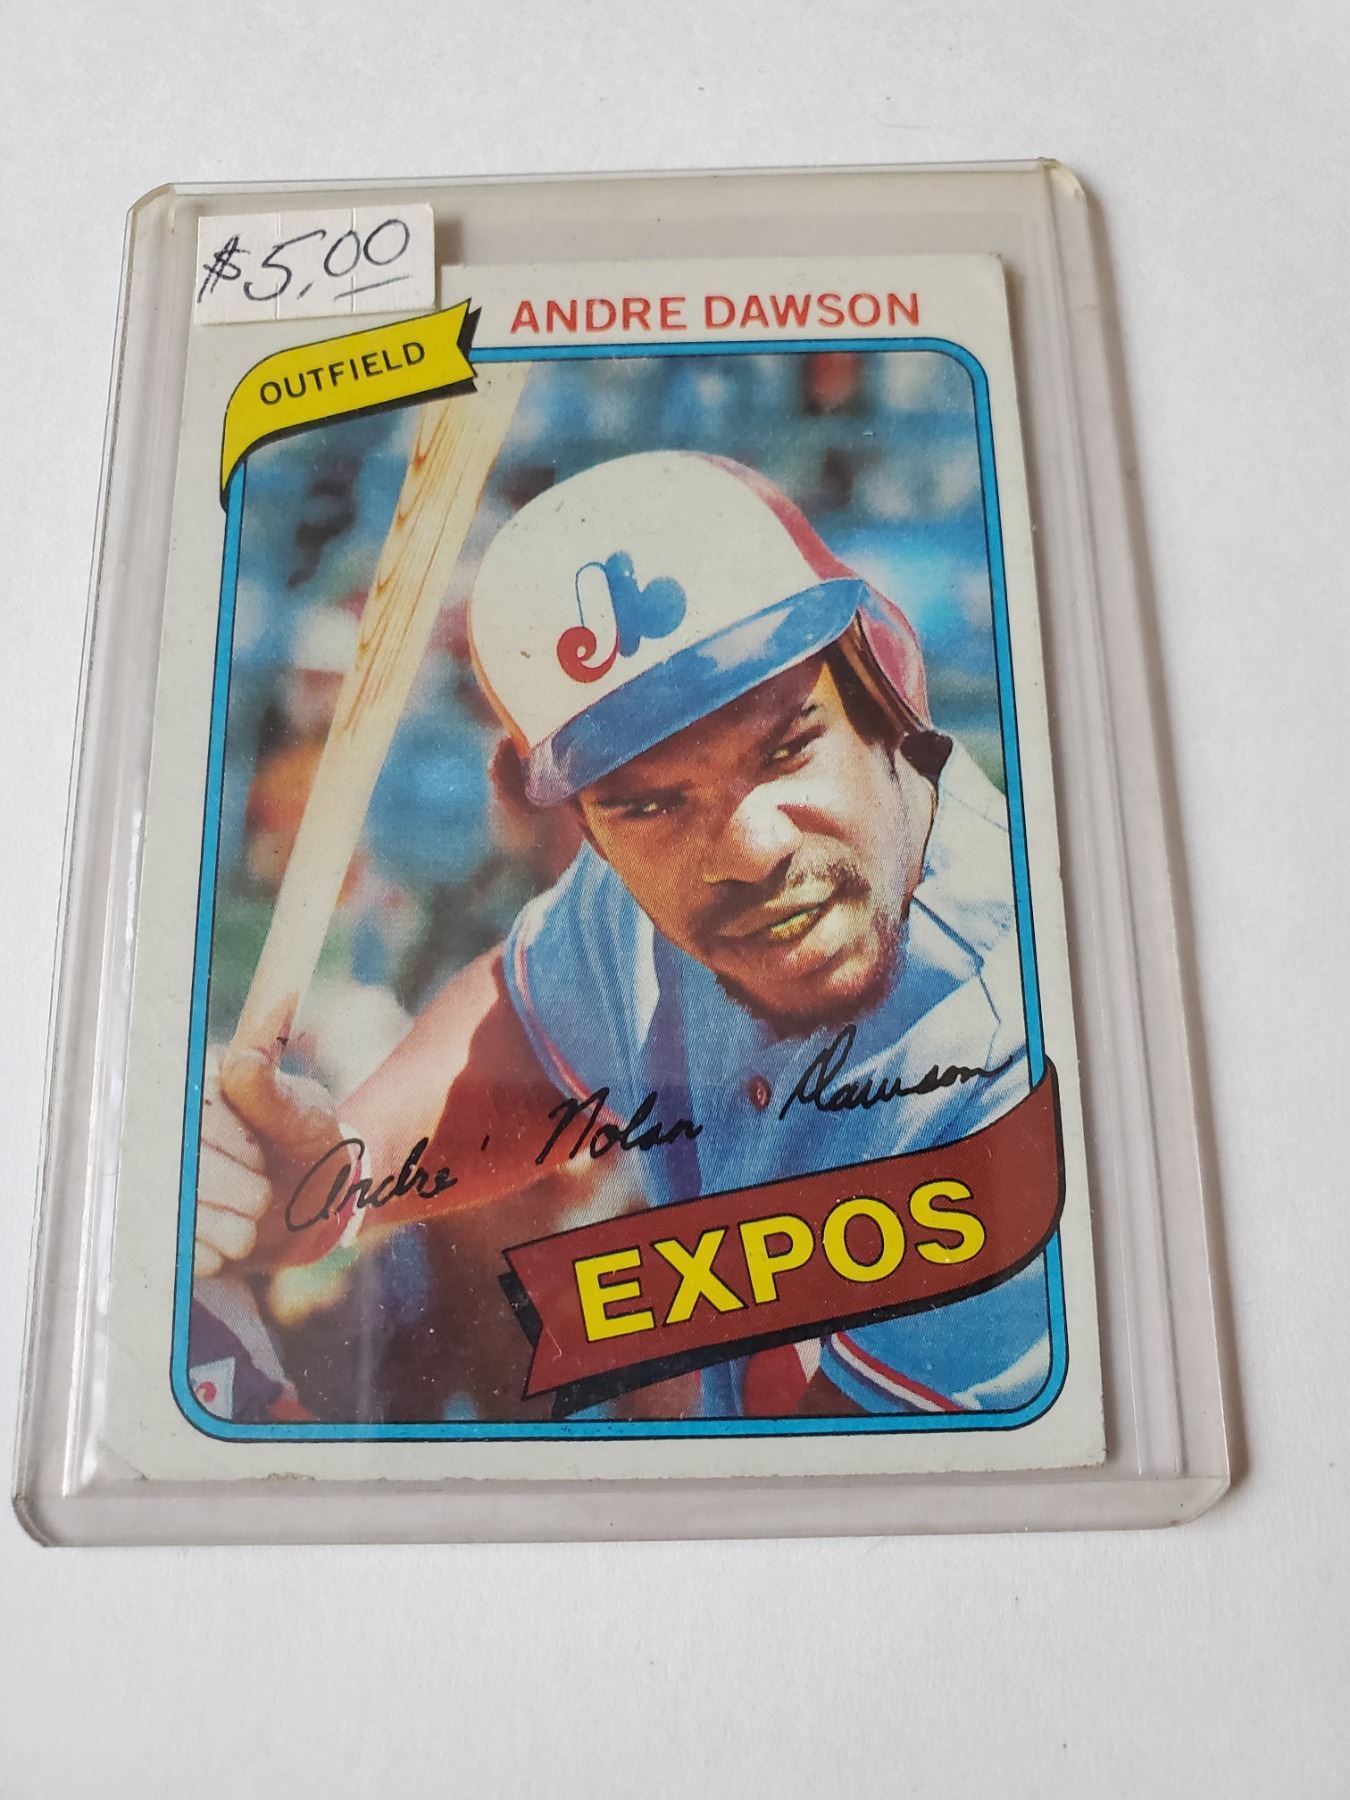 $5.00
ANDRE DAWSON
OUTFIELD
Andre' Nolan Dawson
EXPOS